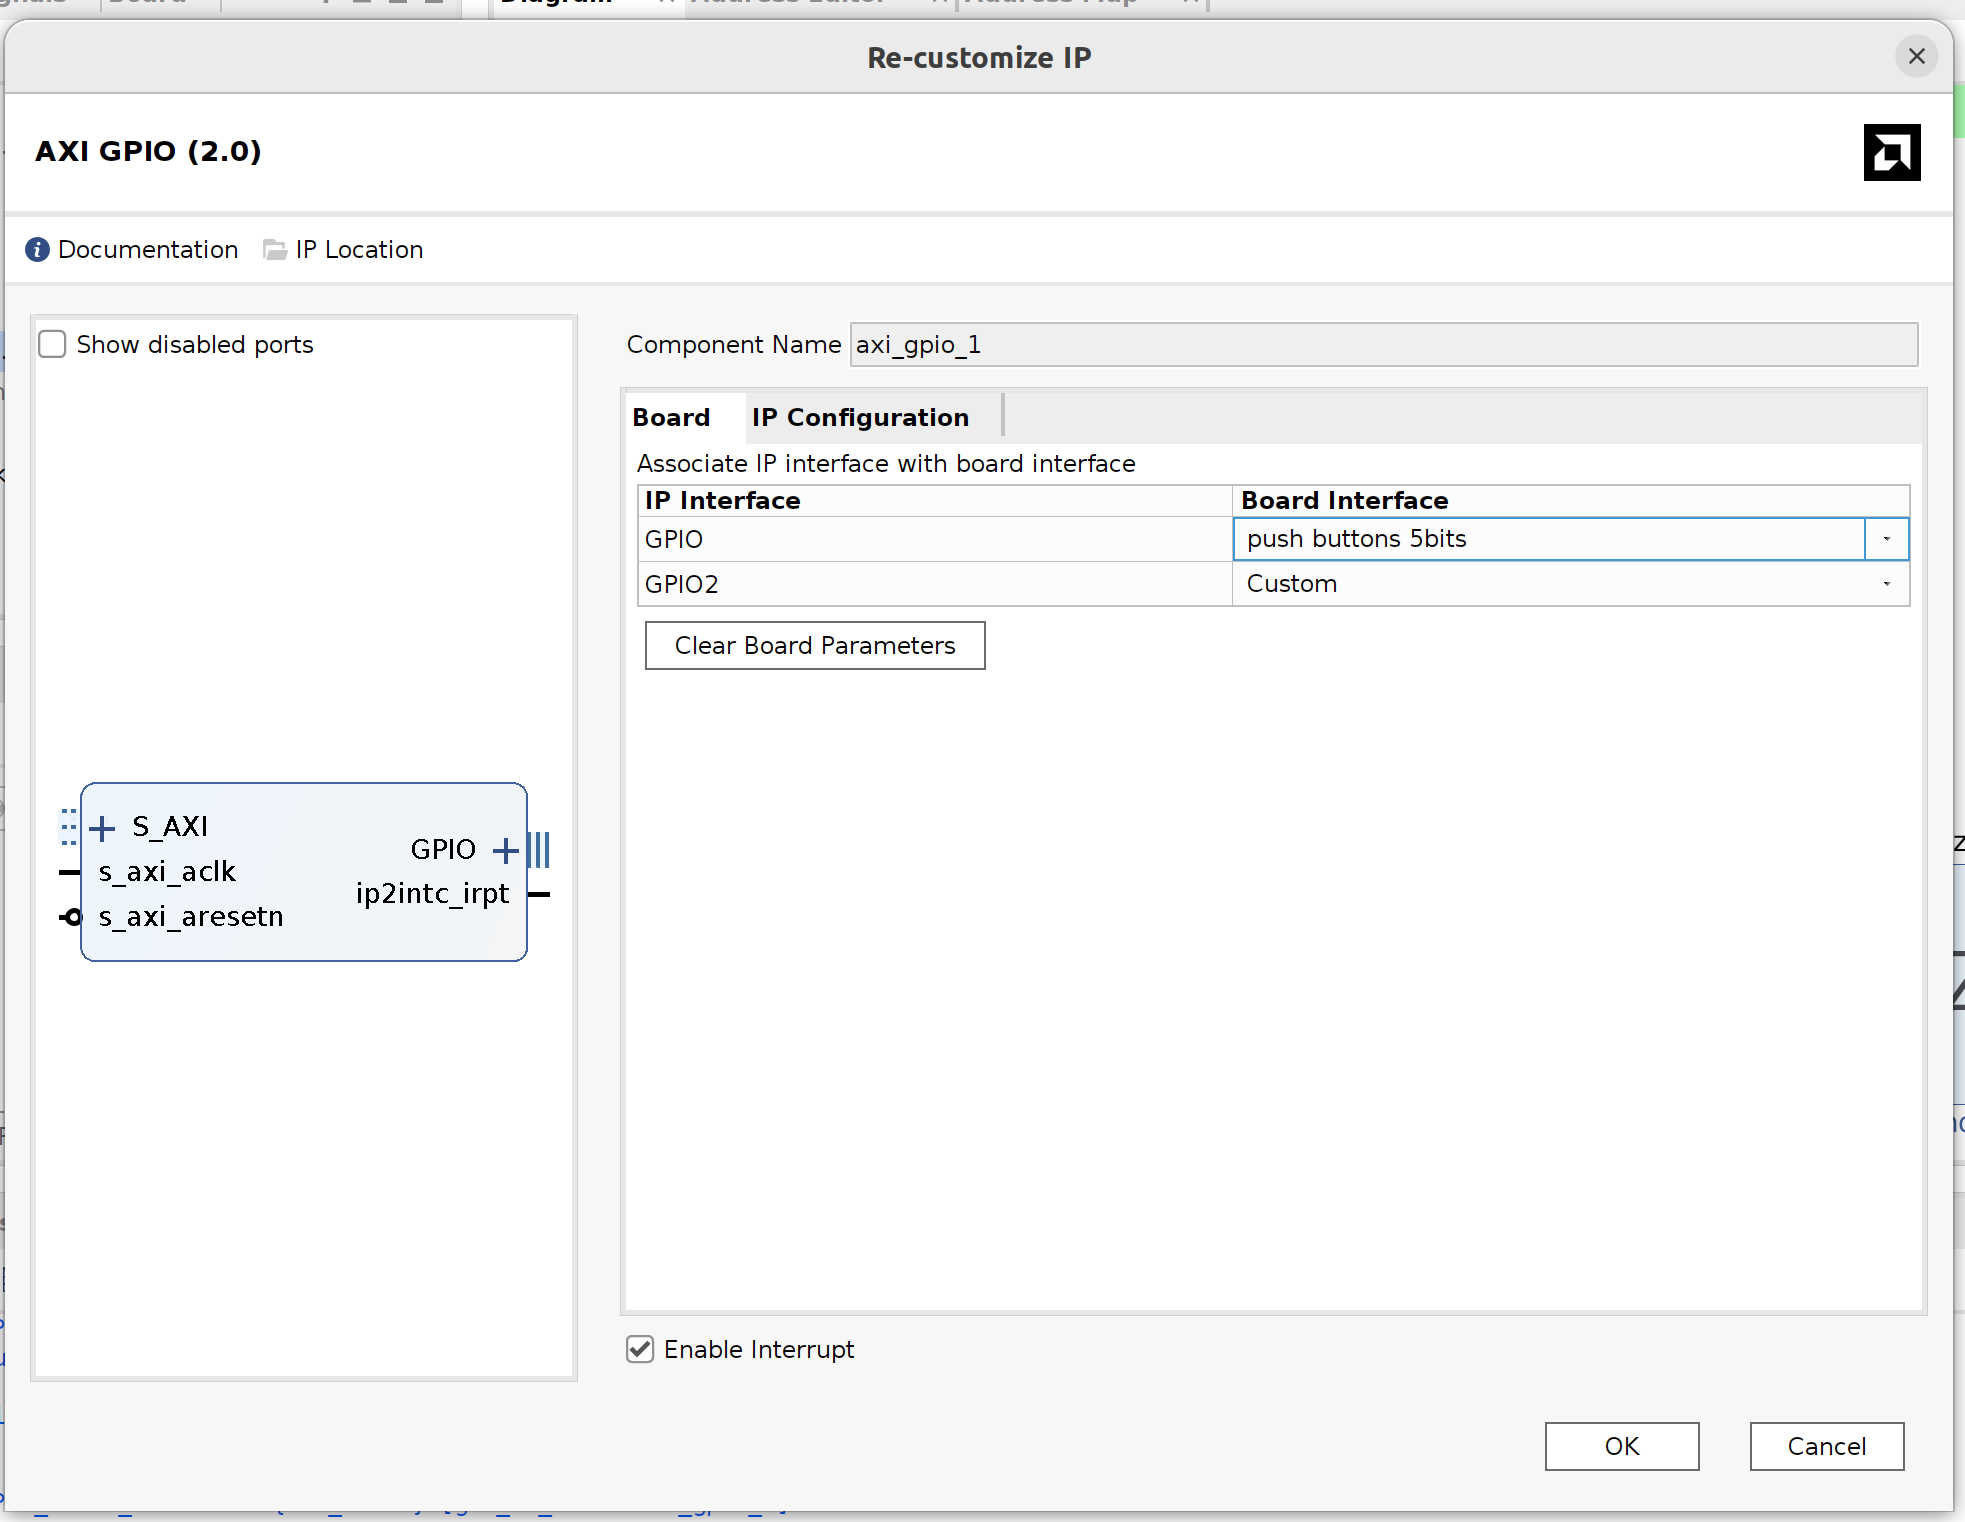 Re-customize IP
AXI GPIO (2.0)
Documentation
IP Location
Show disabled ports
Component Name
axi_gpio_1
Board
IP Configuration
Associate IP interface with board interface
IP Interface
Board Interface
GPIO
push buttons 5bits
GPIO2
Custom
Clear Board Parameters
S_AXI
s_axi_aclk
s_axi_aresetn
GPIO
ip2intc_irpt
Enable Interrupt
OK
Cancel